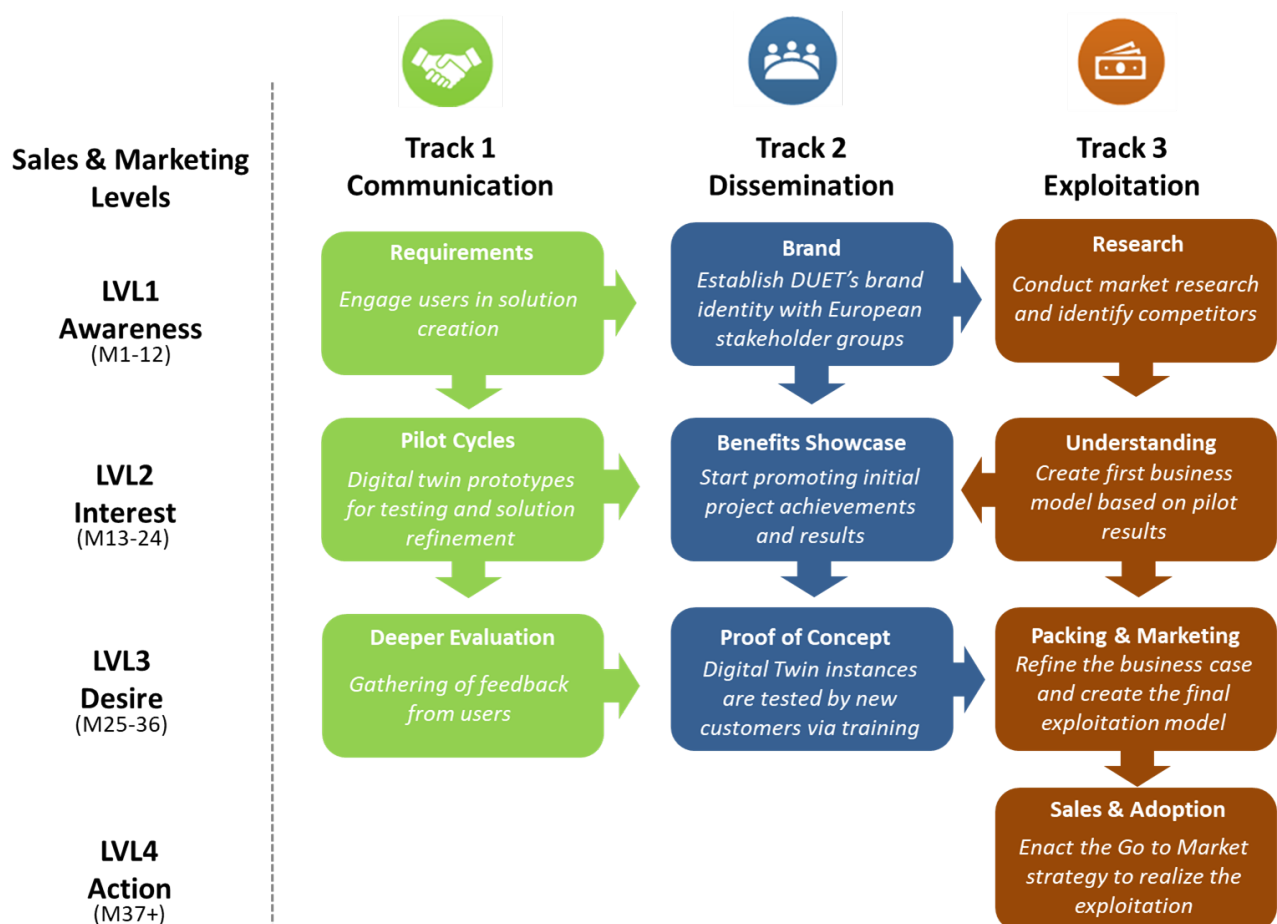 Track 1
Communication
Track 2
Dissemination
Track 3
Exploitation
Sales & Marketing
Levels
LVL1
Awareness
(M1-12)
Requirements
Engage users in solution
creation
Brand
Establish DUET's brand
identity with European
stakeholder groups
Research
Conduct market research
and identify competitors
LVL2
Interest
(M13-24)
Pilot Cycles
Digital twin prototypes
for testing and solution
refinement
Benefits Showcase
Start promoting initial
project achievements
and results
Understanding
Create first business
model based on pilot
results
LVL3
Desire
(M25-36)
Deeper Evaluation
Gathering of feedback
from users
Proof of Concept
Digital Twin instances
are tested by new
customers via training
Packing & Marketing
Refine the business case
and create the final
exploitation model
LVL4
Action
(M37+)
Sales & Adoption
Enact the Go to Market
strategy to realize the
exploitation